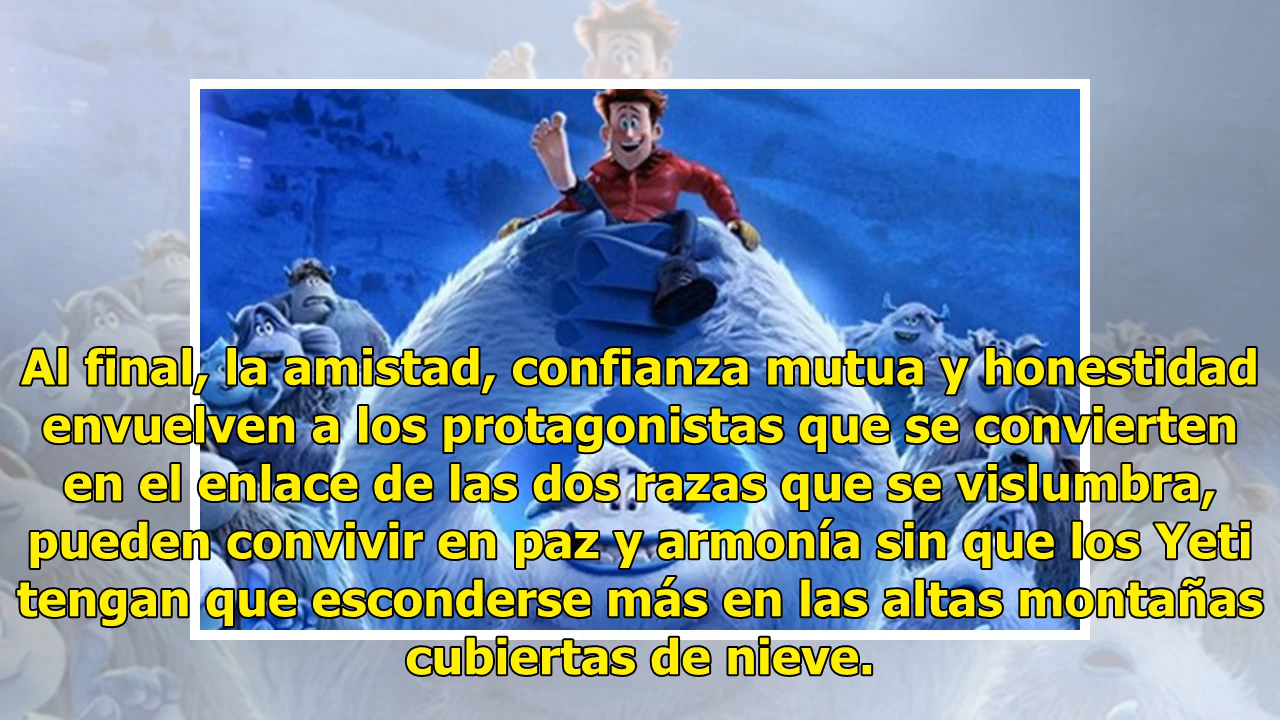 Al final, la amistad, confianza mutua y honestidad
envuelven a los protagonistas que se convierten
en el enlace de las dos razas que se vislumbra,
pueden convivir en paz y armonía sin que los Yeti
tengan que esconderse más en las altas montañas
cubiertas de nieve.